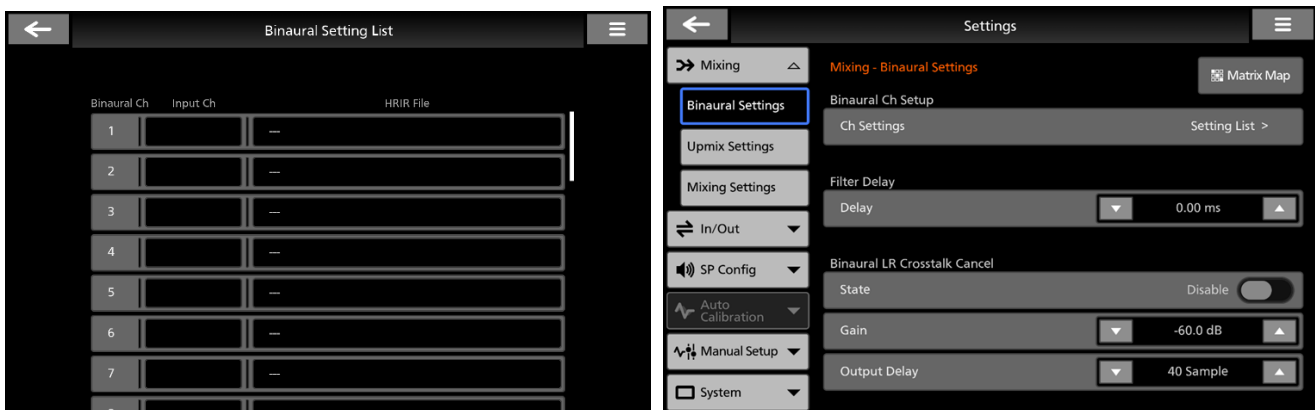 Binaural Setting List
Binaural Ch Input Ch HRIR File
1 ---
2 ---
3 ---
4 ---
5 ---
6 ---
7 ---
Settings
Mixing
Binaural Settings
Upmix Settings
Mixing Settings
In/Out
SP Config
Auto
Calibration
Manual Setup
System
Mixing - Binaural Settings
Matrix Map
Binaural Ch Setup
Ch Settings Setting List >
Filter Delay
Delay 0.00 ms
Binaural LR Crosstalk Cancel
State Disable
Gain -60.0 dB
Output Delay 40 Sample